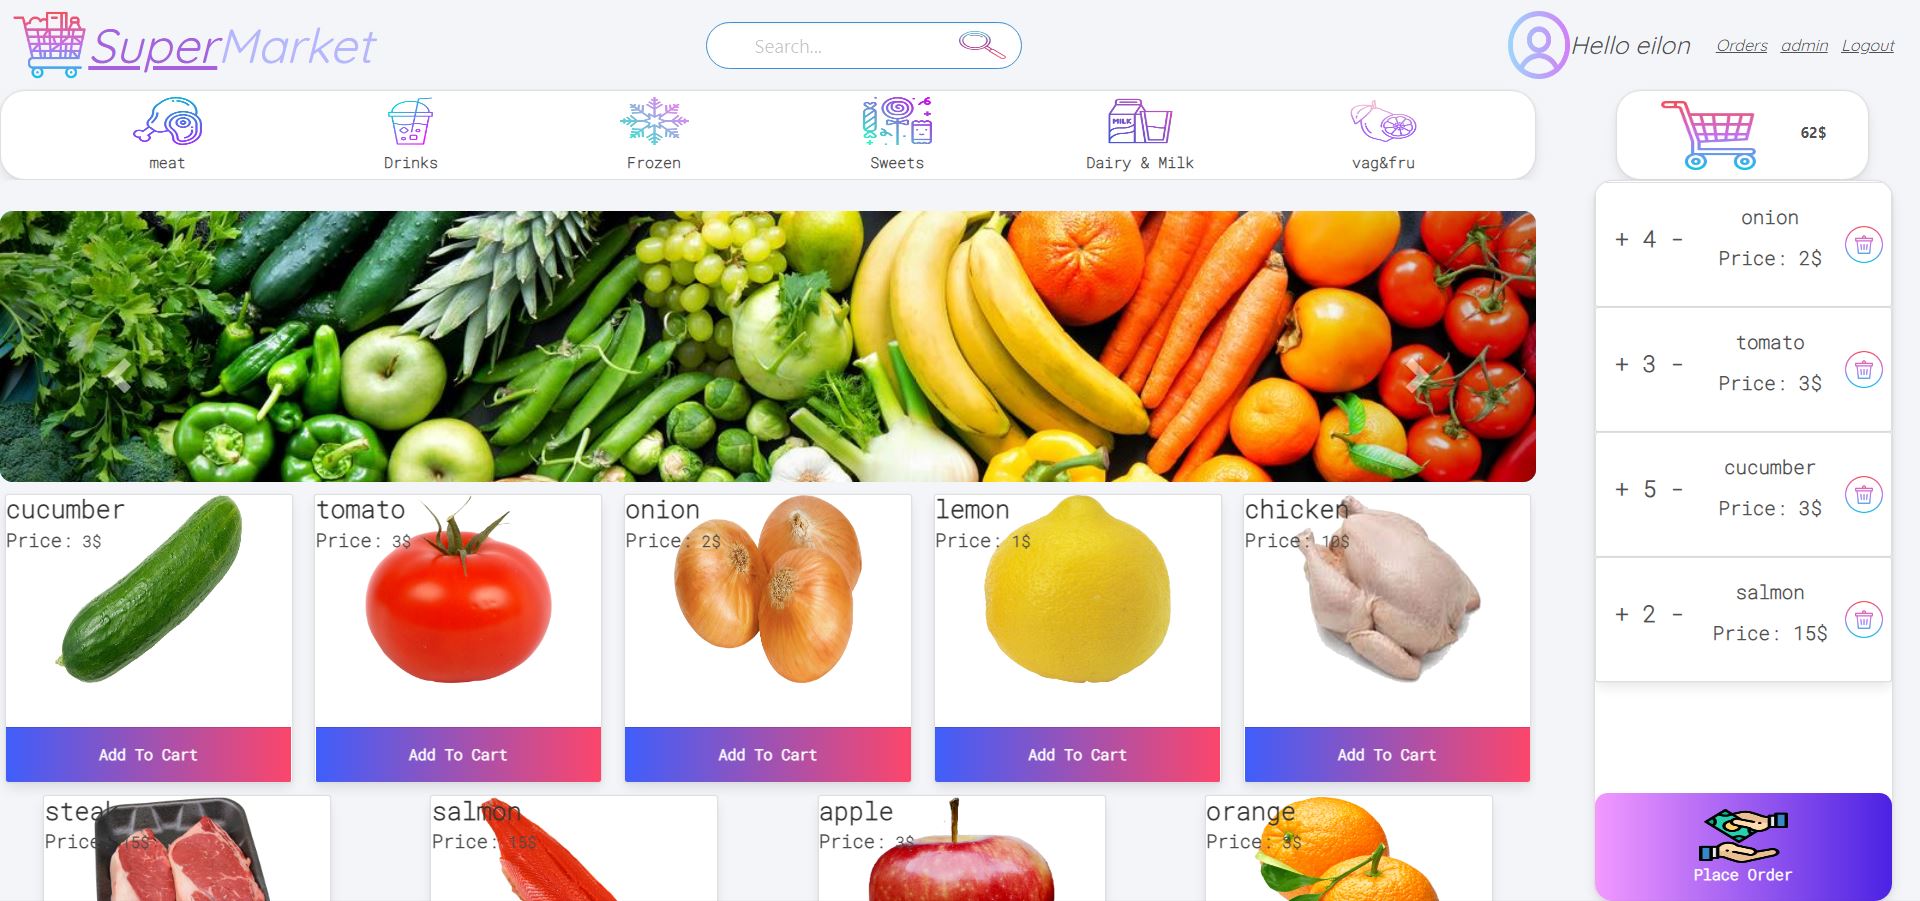 SuperMarket
Search...
Hello eilon
Orders admin Logout
meat
Drinks
Frozen
MILK
Sweets
Dairy & Milk
vag&fru
62$
onion
+ 4 -
Price: 2$
tomato
+ 3 -
Price: 3$
cucumber
+ 5 -
Price: 3$
salmon
+ 2 -
Price: 15$
Place Order
cucumber
Price: 3$
Add To Cart
tomato
Price: 3$
Add To Cart
onion
Price: 2$
Add To Cart
lemon
Price: 1$
Add To Cart
chicken
Price: 10$
Add To Cart
steak
Price: 15$
salmon
Price: 15$
apple
Price: 3$
orange
Price: 3$